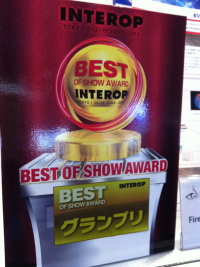 INTEROP
BEST
OF SHOW AWARD
INTEROP
BEST OF SHOW AWARD
BEST
OF SHOW AWARD
INTEROP
グランプリ
Fire